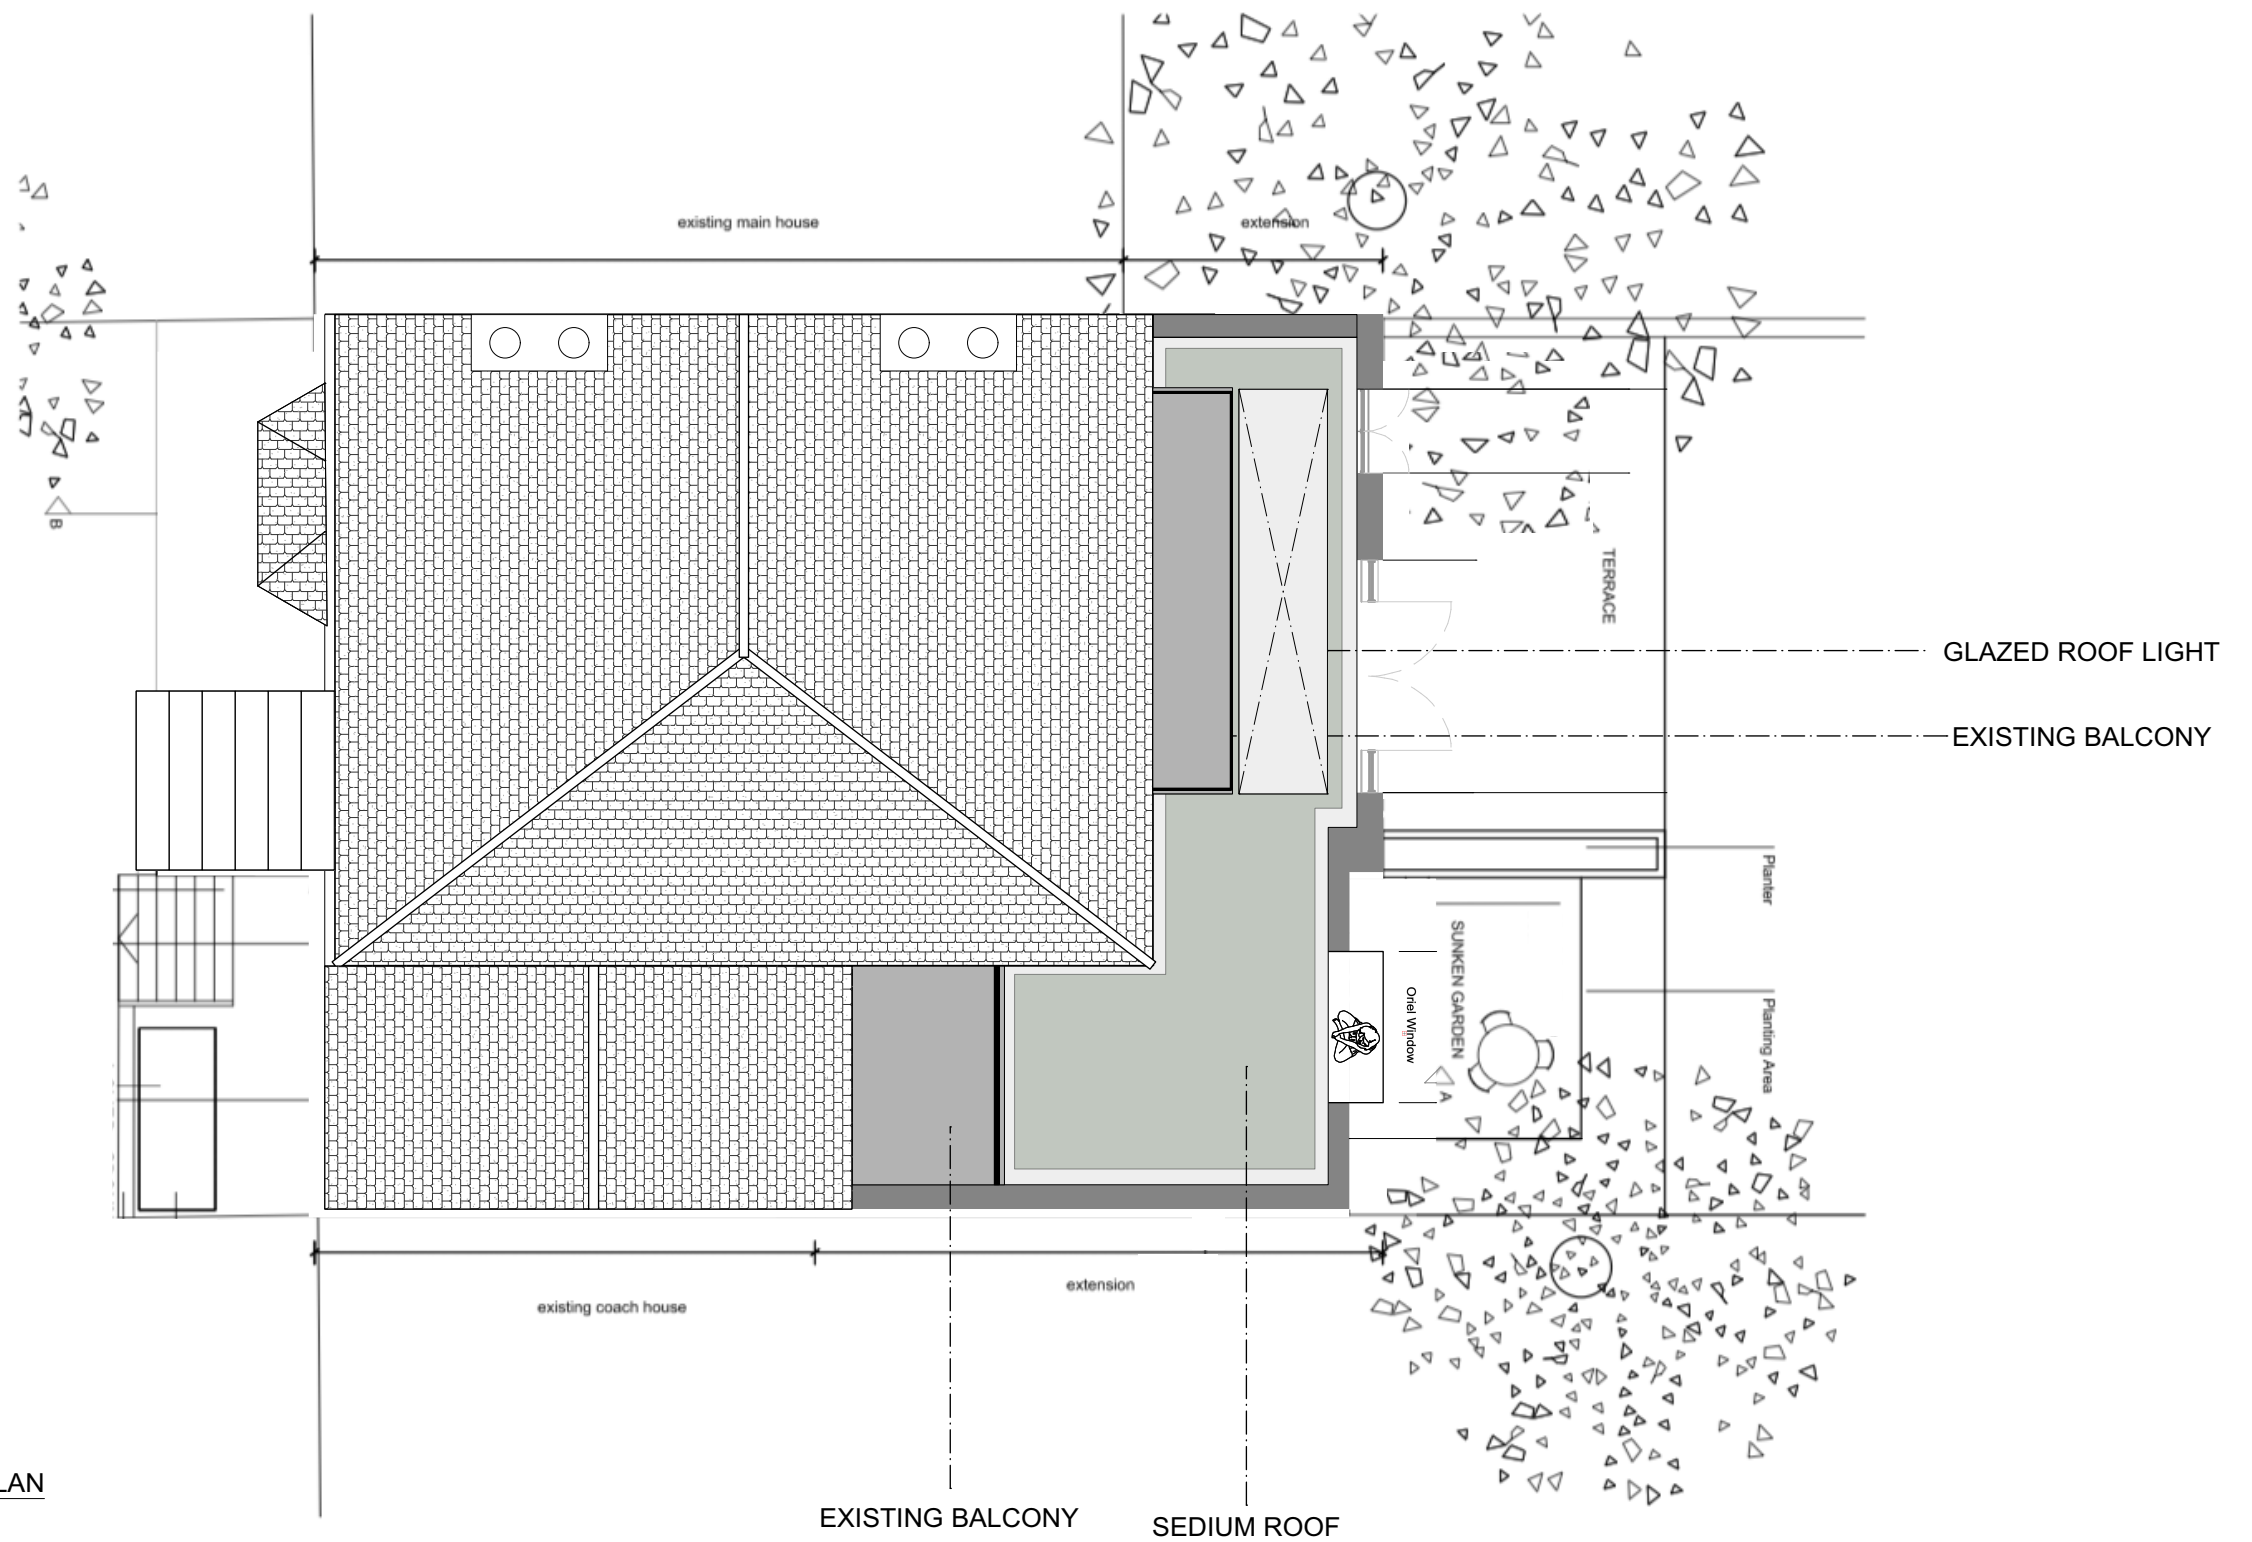 existing main house
extension
B
TERRACE
GLAZED ROOF LIGHT
EXISTING BALCONY
Planter
SUNKEN GARDEN
Oriel Window
Planting Area
A
extension
existing coach house
LAN
EXISTING BALCONY
SEDIUM ROOF